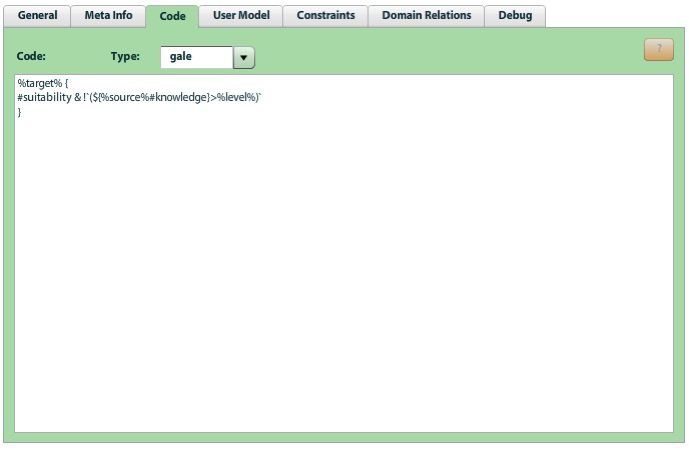 General Meta Info Code User Model Constraints Domain Relations Debug
Code: Type: gale ?
%target% {
#suitability & !`(${%source%#knowledge}>%level%)`
}